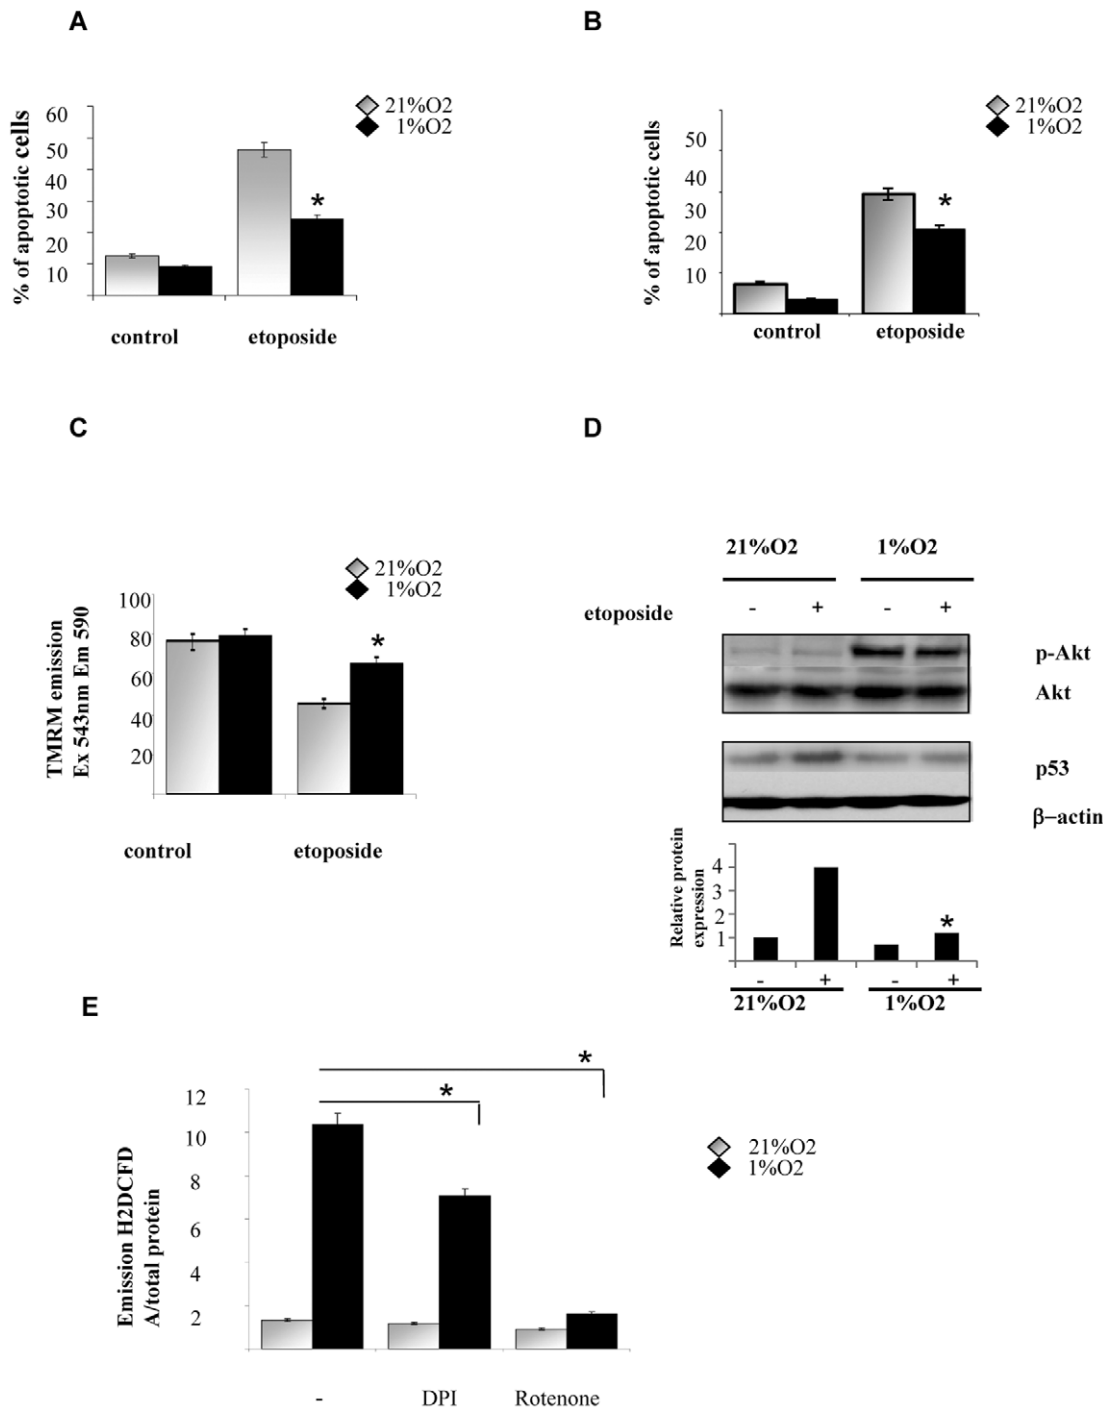 A
% of apoptotic cells
60
50
40
30
20
10
*
21%O2
1%O2
control etoposide
B
% of apoptotic cells
50
40
30
20
10
*
21%O2
1%O2
control etoposide
C
TMRM emission
Ex 543nm Em 590
100
80
60
40
20
*
21%O2
1%O2
control etoposide
D
21%O2 1%O2
etoposide - + - +
p-Akt
Akt
p53
β−actin
Relative protein
expression
4
3
2
1
*
- + - +
21%O2 1%O2
E
Emission H2DCFD
A/total protein
12
10
8
6
4
2
*
*
21%O2
1%O2
- DPI Rotenone